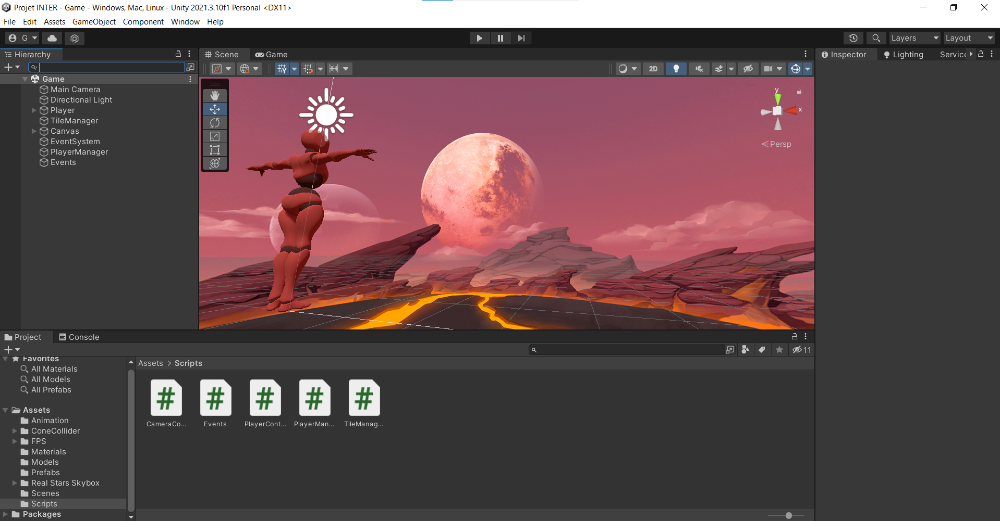 Projet INTER - Game - Windows, Mac, Linux - Unity 2021.3.10f1 Personal <DX11>
File Edit Assets GameObject Component Window Help
G Layers Layout
Hierarchy
Game
Main Camera
Directional Light
Player
TileManager
Canvas
EventSystem
PlayerManager
Events
Scene Game
2D
y
x
Persp
Inspector Lighting Service
Project Console
11
Favorites
All Materials
All Models
All Prefabs
Assets
Animation
ConeCollider
FPS
Materials
Models
Prefabs
Real Stars Skybox
Scenes
Scripts
Packages
Assets > Scripts
# # # # #
CameraCo... Events PlayerCont... PlayerMan... TileManag...